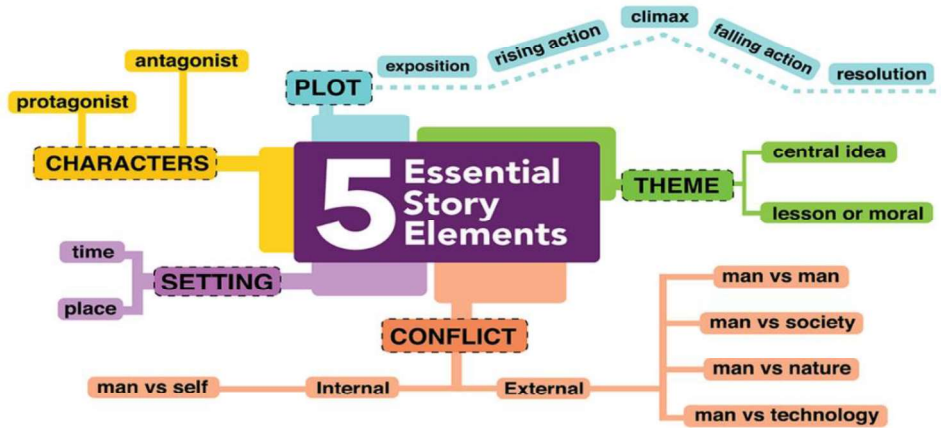 5 Essential
Story
Elements
PLOT
exposition
rising action
climax
falling action
resolution
CHARACTERS
protagonist
antagonist
THEME
central idea
lesson or moral
SETTING
time
place
CONFLICT
Internal
man vs self
External
man vs man
man vs society
man vs nature
man vs technology